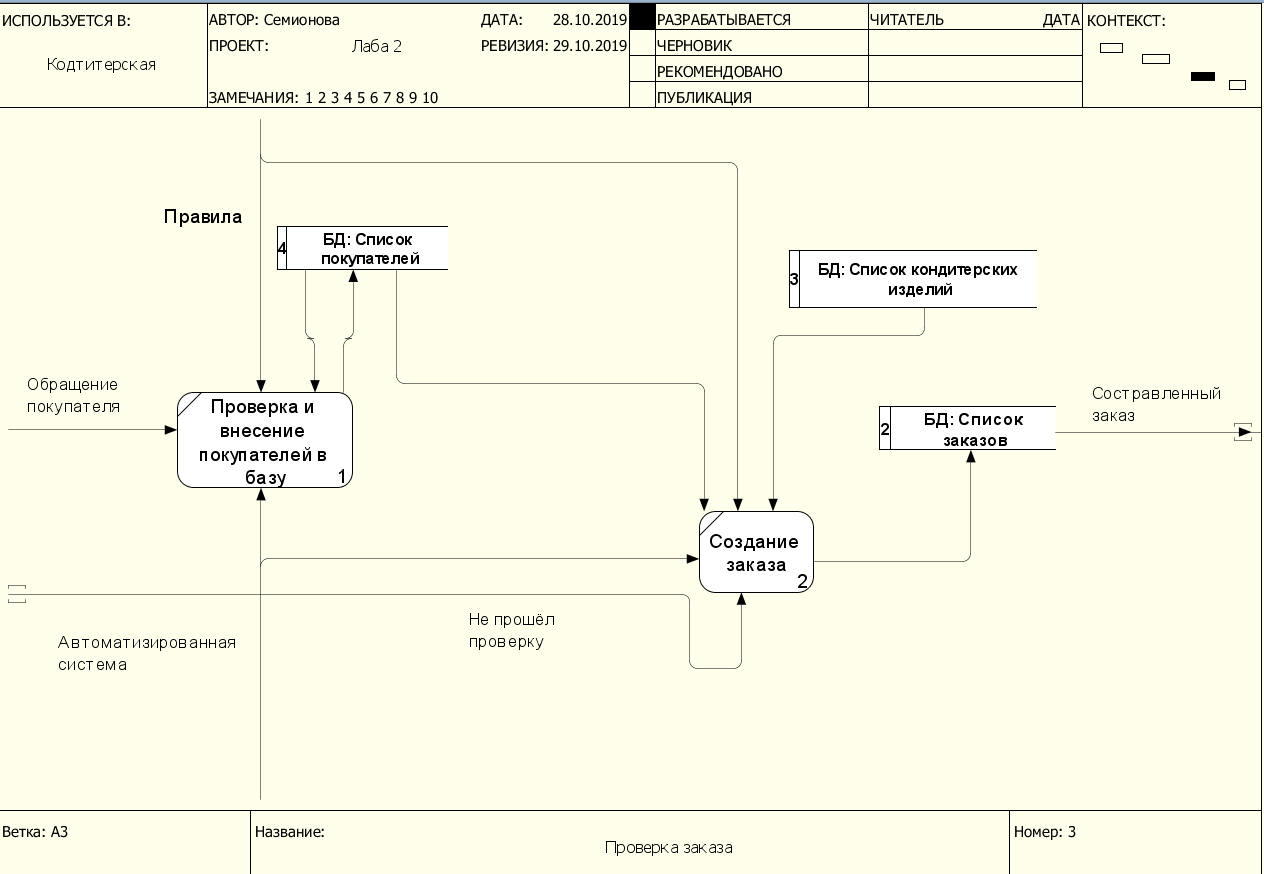 ИСПОЛЬЗУЕТСЯ В:
Кодтитерская
АВТОР: Семионова
ДАТА: 28.10.2019
ПРОЕКТ: Лаба 2
РЕВИЗИЯ: 29.10.2019
ЗАМЕЧАНИЯ: 1 2 3 4 5 6 7 8 9 10
РАЗРАБАТЫВАЕТСЯ
ЧЕРНОВИК
РЕКОМЕНДОВАНО
ПУБЛИКАЦИЯ
ЧИТАТЕЛЬ
ДАТА
КОНТЕКСТ:
Правила
4
БД: Список
покупателей
3
БД: Список кондитерских
изделий
Обращение
покупателя
Проверка и
внесение
покупателей в
базу
1
2
БД: Список
заказов
Состравленный
заказ
Создание
заказа
2
Не прошёл
проверку
Автоматизированная
система
Ветка: A3
Название:
Проверка заказа
Номер: 3